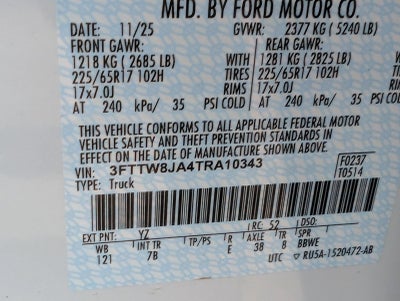 MFD. BY FORD MOTOR CO.
DATE: 11/25 GVWR: 2377 KG ( 5240 LB)
FRONT GAWR: REAR GAWR:
1218 KG ( 2685 LB) WITH 1281 KG ( 2825 LB)
225/65R17 102H TIRES 225/65R17 102H
17x7.0J RIMS 17x7.0J
AT 240 kPa/ 35 PSI COLD AT 240 kPa/ 35 PSI COLD
THIS VEHICLE CONFORMS TO ALL APPLICABLE FEDERAL MOTOR
VEHICLE SAFETY AND THEFT PREVENTION STANDARDS IN
EFFECT ON THE DATE OF MANUFACTURE SHOWN ABOVE.
VIN: 3FTTW8JA4TRA10343 F0237
TYPE: Truck T0514
EXT PNT: YZ RC: 52 DSO:
WB INT TR TP/PS R AXLE TR SPR
121 7B E 38 8 BBWE
UTC RU5A-1520472-AB